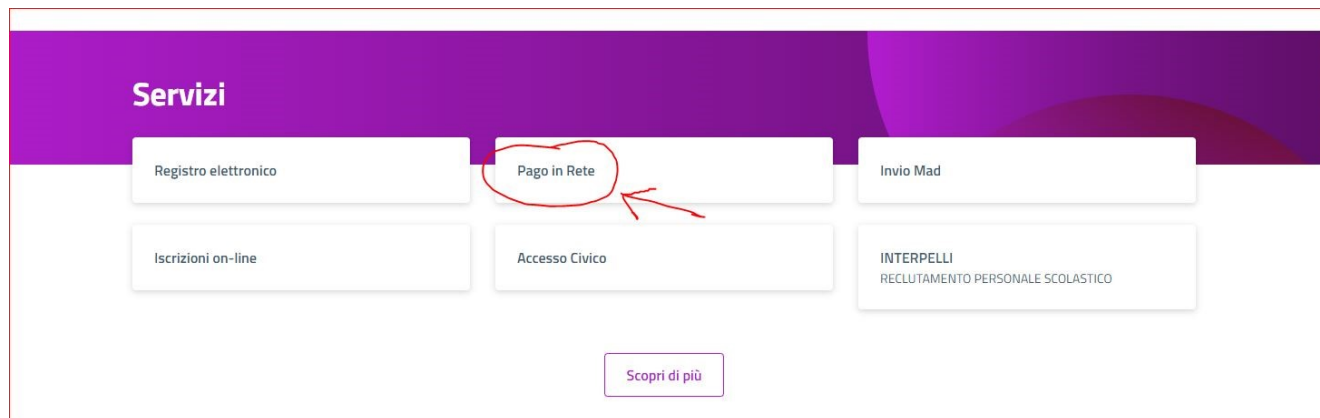 Servizi
Registro elettronico
Pago in Rete
Invio Mad
Iscrizioni on-line
Accesso Civico
INTERPELLI
RECLUTAMENTO PERSONALE SCOLASTICO
Scopri di più